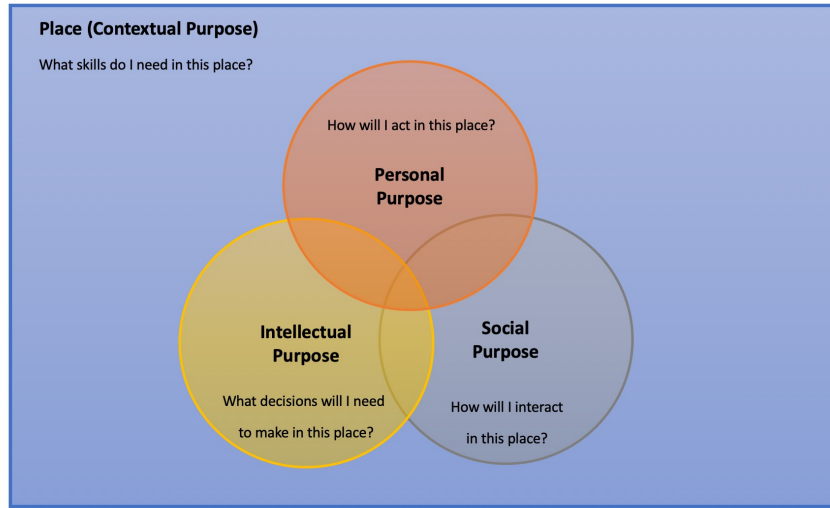 Place (Contextual Purpose)
What skills do I need in this place?
How will I act in this place?
Personal
Purpose
Intellectual
Purpose
What decisions will I need
to make in this place?
Social
Purpose
How will I interact
in this place?